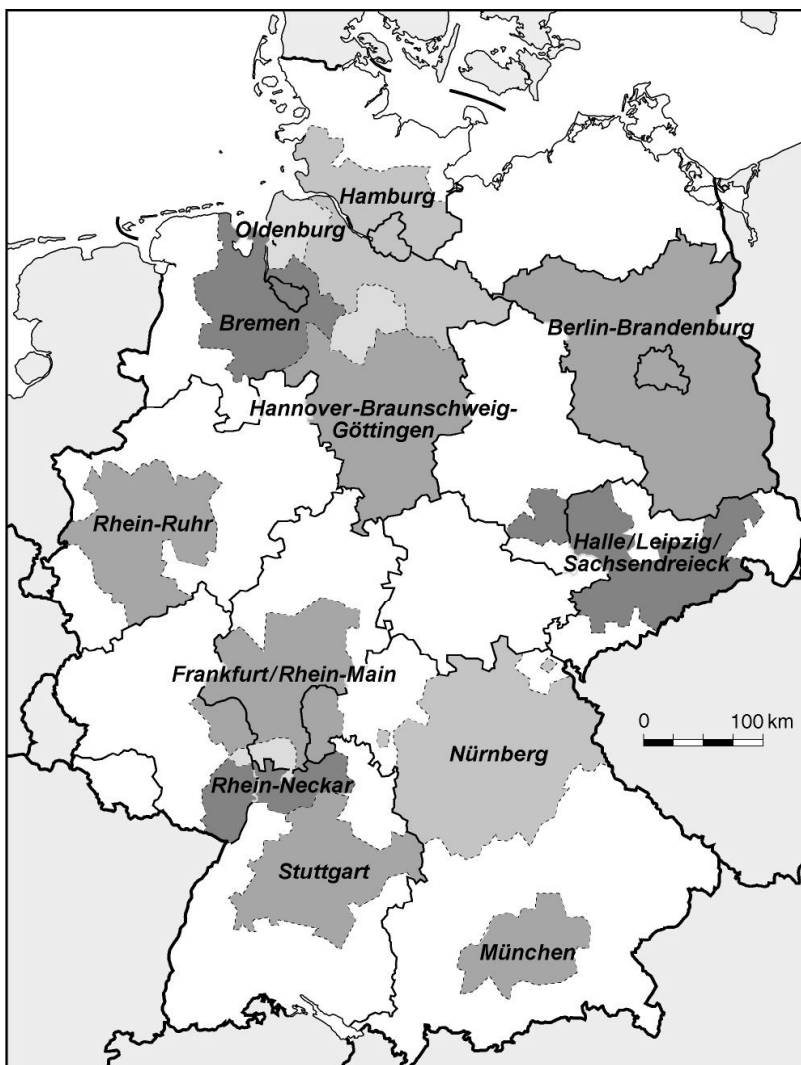 Hamburg
Oldenburg
Bremen
Berlin-Brandenburg
Hannover-Braunschweig-
Göttingen
Rhein-Ruhr
Halle/Leipzig/
Sachsendreieck
Frankfurt/Rhein-Main
0 100 km
Nürnberg
Rhein-Neckar
Stuttgart
München